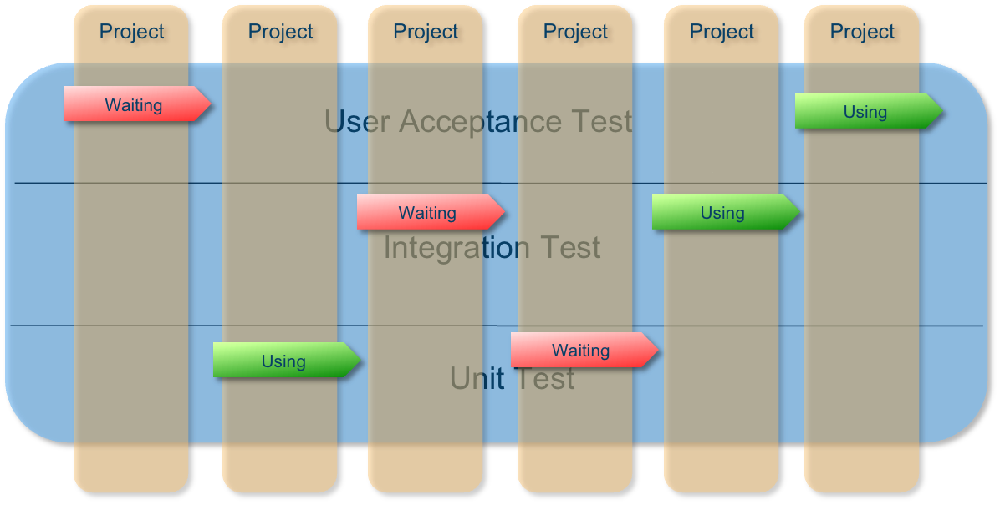 Project
Project
Project
Project
Project
Project
Waiting
Using
User Acceptance Test
Waiting
Using
Integration Test
Using
Waiting
Unit Test